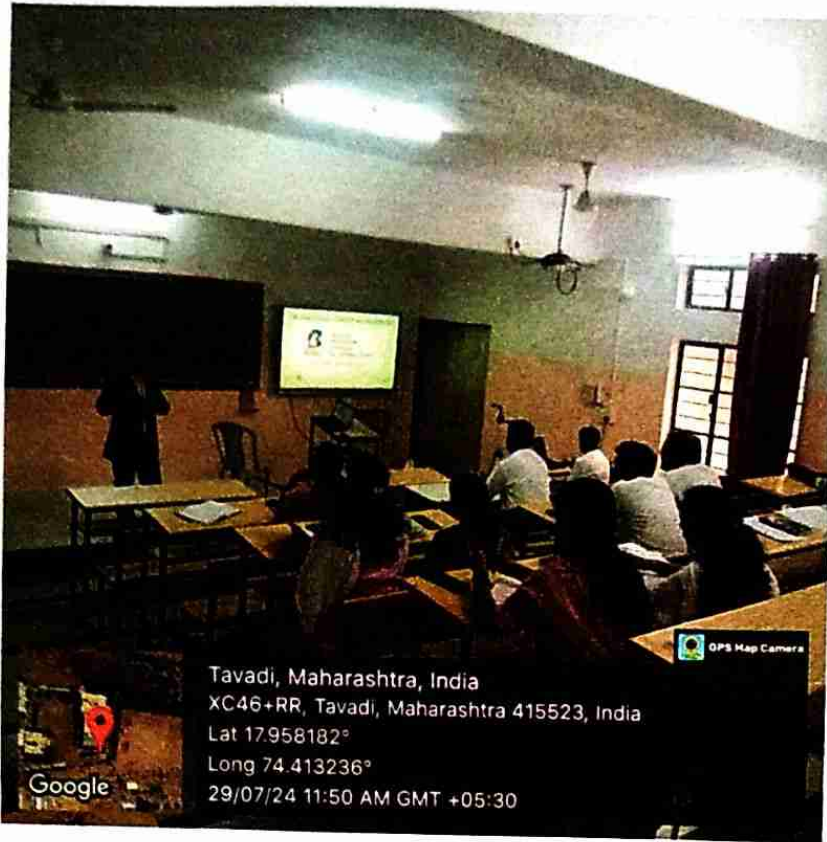 GPS Map Camera
Tavadi, Maharashtra, India
XC46+RR, Tavadi, Maharashtra 415523, India
Lat 17.958182°
Long 74.413236°
29/07/24 11:50 AM GMT +05:30
Google